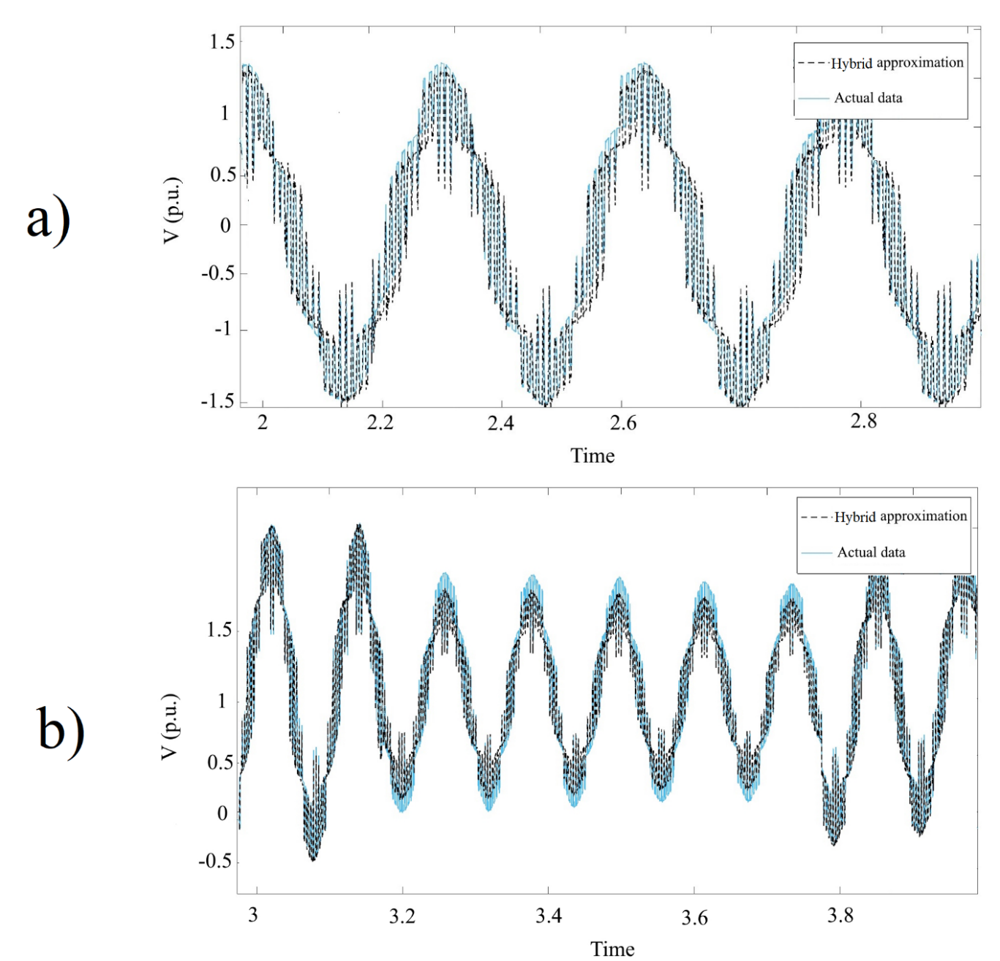 a)
V (p.u.)
1.5
1
0.5
0
-0.5
-1
-1.5
Hybrid approximation
Actual data
2 2.2 2.4 2.6 2.8
Time
b)
V (p.u.)
1.5
1
0.5
0
-0.5
Hybrid approximation
Actual data
3 3.2 3.4 3.6 3.8
Time